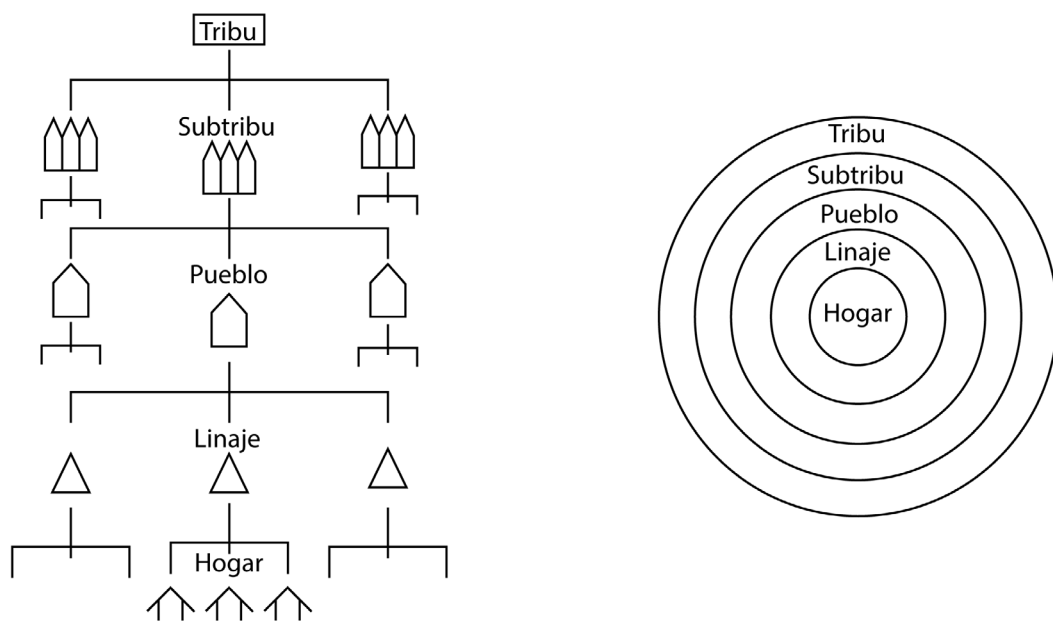 Tribu
Subtribu
Pueblo
Linaje
Hogar
Tribu
Subtribu
Pueblo
Linaje
Hogar